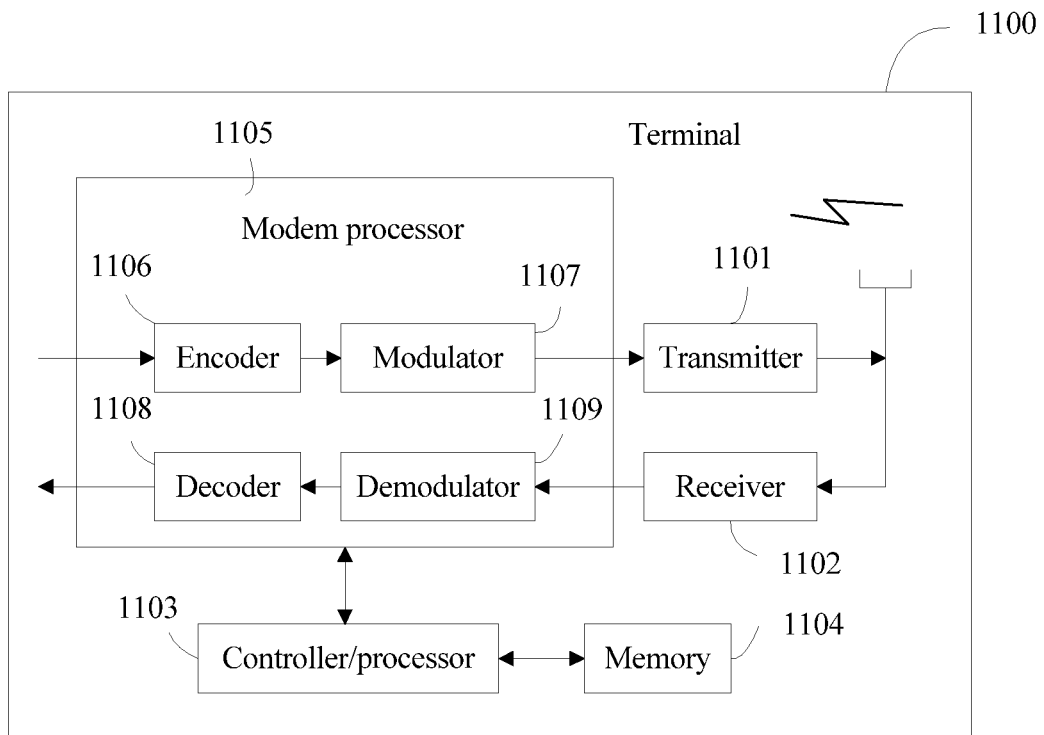 1100
1105
Terminal
Modem processor
1106
1107
1101
Encoder
Modulator
Transmitter
1108
1109
Decoder
Demodulator
Receiver
1102
1103
1104
Controller/processor
Memory